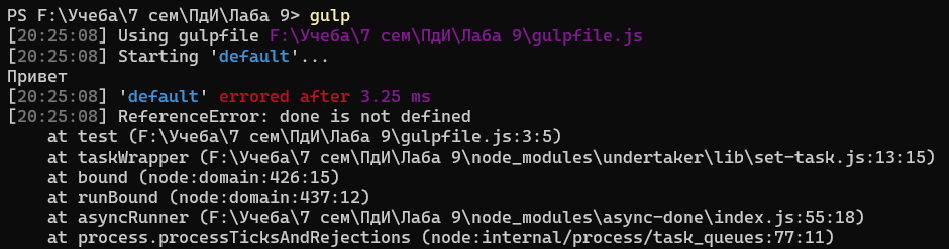 PS F:\Учеба\7 сем\ПдИ\Лаба 9> gulp
[20:25:08] Using gulpfile F:\Учеба\7 сем\ПдИ\Лаба 9\gulpfile.js
[20:25:08] Starting 'default'...
Привет
[20:25:08] 'default' errored after 3.25 ms
[20:25:08] ReferenceError: done is not defined
    at test (F:\Учеба\7 сем\ПдИ\Лаба 9\gulpfile.js:3:5)
    at taskWrapper (F:\Учеба\7 сем\ПдИ\Лаба 9\node_modules\undertaker\lib\set-task.js:13:15)
    at bound (node:domain:426:15)
    at runBound (node:domain:437:12)
    at asyncRunner (F:\Учеба\7 сем\ПдИ\Лаба 9\node_modules\async-done\index.js:55:18)
    at process.processTicksAndRejections (node:internal/process/task_queues:77:11)